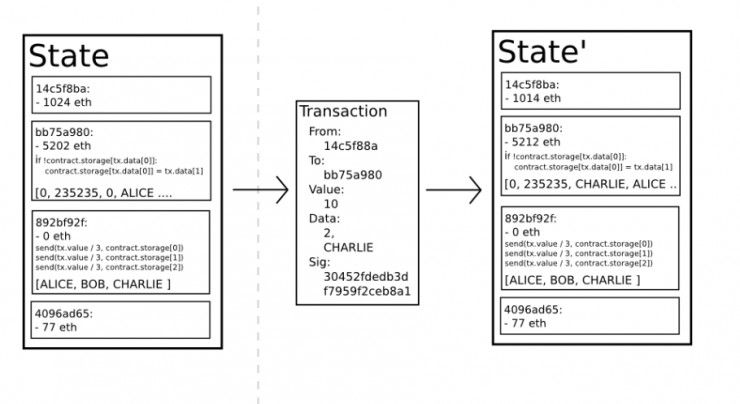 State
14c5f8ba:
- 1024 eth
bb75a980:
- 5202 eth
if !contract.storage[tx.data[0]]:
contract.storage[tx.data[0]] = tx.data[1]
[0, 235235, 0, ALICE ....
892bf92f:
- 0 eth
send(tx.value / 3, contract.storage[0])
send(tx.value / 3, contract.storage[1])
send(tx.value / 3, contract.storage[2])
[ALICE, BOB, CHARLIE ]
4096ad65:
- 77 eth
Transaction
From:
14c5f88a
To:
bb75a980
Value:
10
Data:
2,
CHARLIE
Sig:
30452fdedb3d
f7959f2ceb8a1
State'
14c5f8ba:
- 1014 eth
bb75a980:
- 5212 eth
if !contract.storage[tx.data[0]]:
contract.storage[tx.data[0]] = tx.data[1]
[0, 235235, CHARLIE, ALICE ..
892bf92f:
- 0 eth
send(tx.value / 3, contract.storage[0])
send(tx.value / 3, contract.storage[1])
send(tx.value / 3, contract.storage[2])
[ALICE, BOB, CHARLIE ]
4096ad65:
- 77 eth